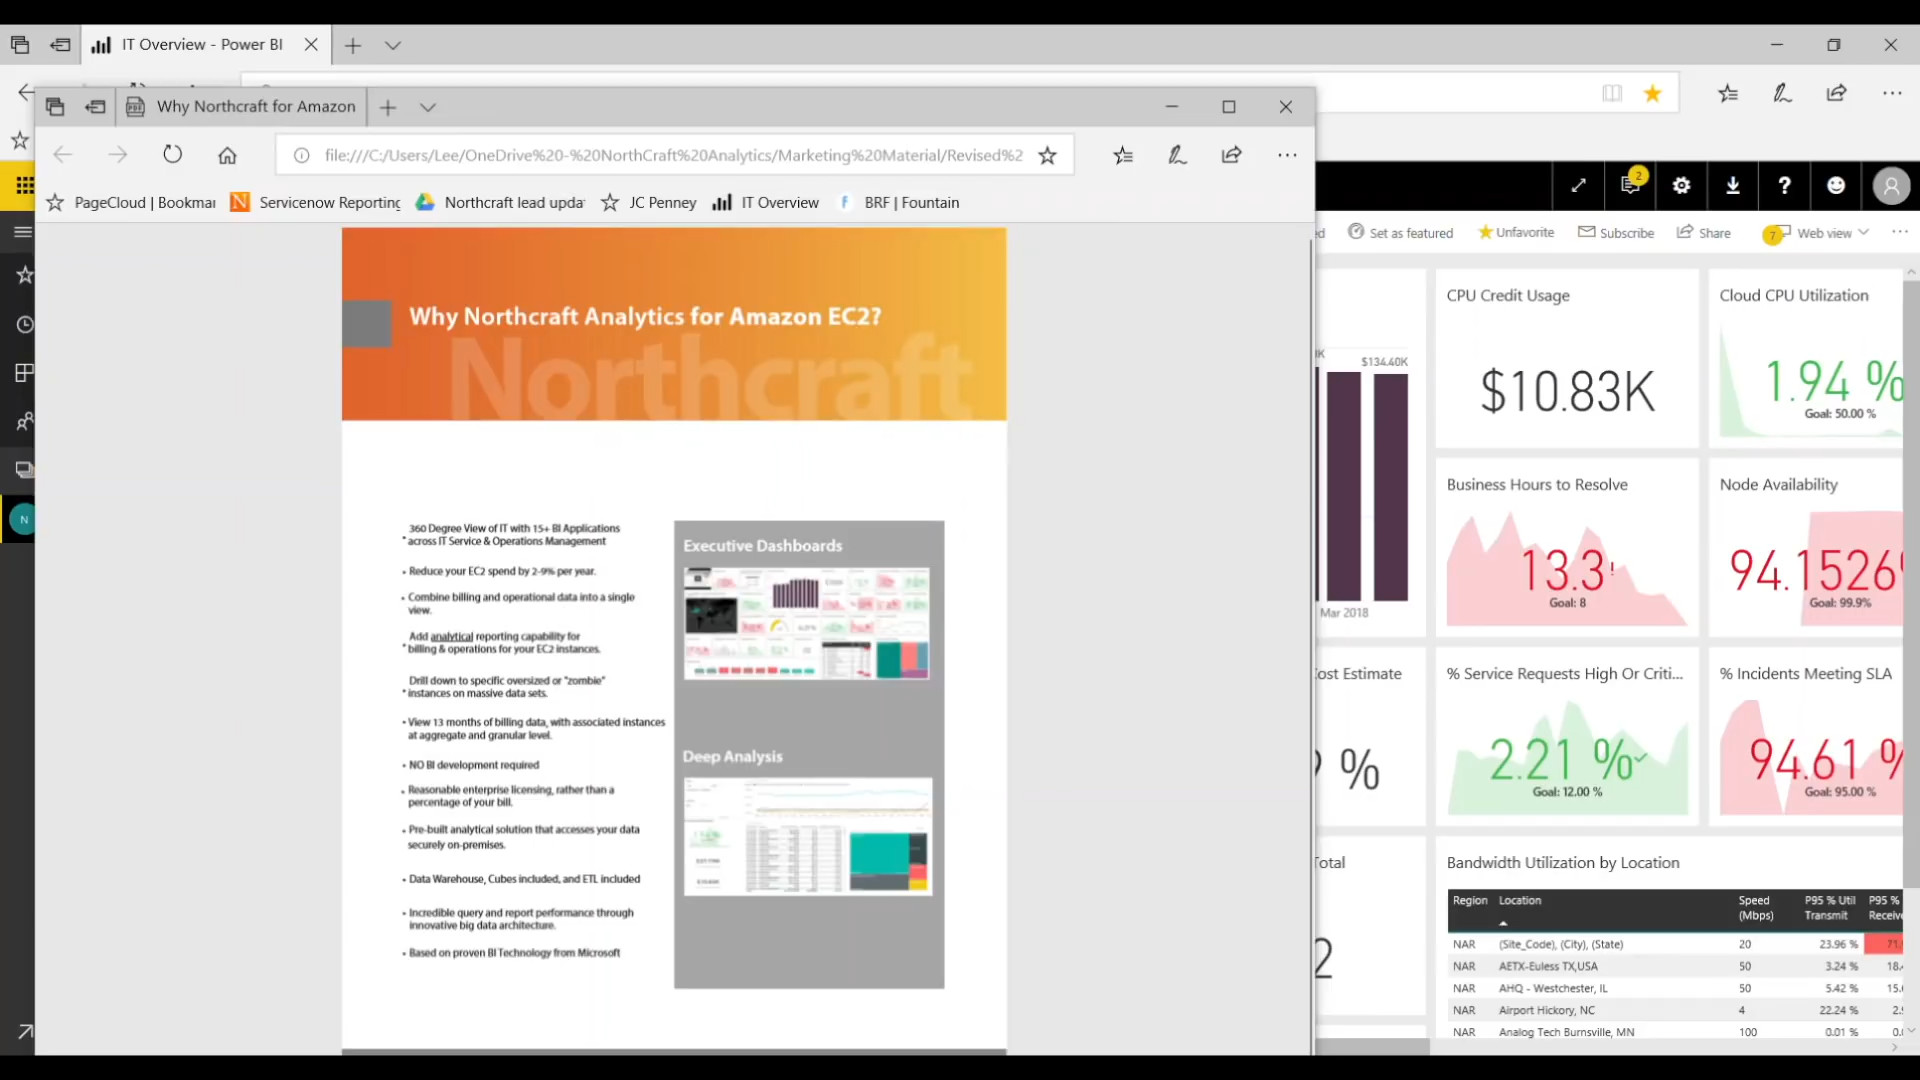 IT Overview - Power BI
Why Northcraft for Amazon
file:///C:/Users/Lee/OneDrive%20-%20NorthCraft%20Analytics/Marketing%20Material/Revised%2
PageCloud | Bookmar
Servicenow Reporting
Northcraft lead upda
JC Penney
IT Overview
BRF | Fountain
Why Northcraft Analytics for Amazon EC2?
Northcraft
360 Degree View of IT with 15+ BI Applications
• across IT Service & Operations Management
• Reduce your EC2 spend by 2-9% per year.
• Combine billing and operational data into a single
view.
Add analytical reporting capability for
• billing & operations for your EC2 instances.
Drill down to specific oversized or "zombie"
• instances on massive data sets.
• View 13 months of billing data, with associated instances
at aggregate and granular level.
• NO BI development required
• Reasonable enterprise licensing, rather than a
percentage of your bill.
• Pre-built analytical solution that accesses your data
securely on-premises.
• Data Warehouse, Cubes included, and ETL included
• Incredible query and report performance through
innovative big data architecture.
• Based on proven BI Technology from Microsoft
Executive Dashboards
Deep Analysis
N
2
ed
Set as featured
Unfavorite
Subscribe
Share
7
Web view
K
$134.40K
Mar 2018
CPU Credit Usage
$10.83K
Cloud CPU Utilization
1.94 %
Goal: 50.00 %
Business Hours to Resolve
13.3!
Goal: 8
Node Availability
94.1526
Goal: 99.9%
ost Estimate
%
% Service Requests High Or Criti...
2.21 %
Goal: 12.00 %
% Incidents Meeting SLA
94.61 %
Goal: 95.00 %
otal
2
Bandwidth Utilization by Location
Region Location Speed (Mbps) P95 % Util Transmit P95 % Receive
NAR (Site_Code), (City), (State) 20 23.96 % 71.
NAR AETX-Euless TX,USA 50 3.24 % 18.
NAR AHQ - Westchester, IL 50 5.42 % 15.
NAR Airport Hickory, NC 4 22.24 % 2.
NAR Analog Tech Burnsville, MN 100 0.01 % 0.